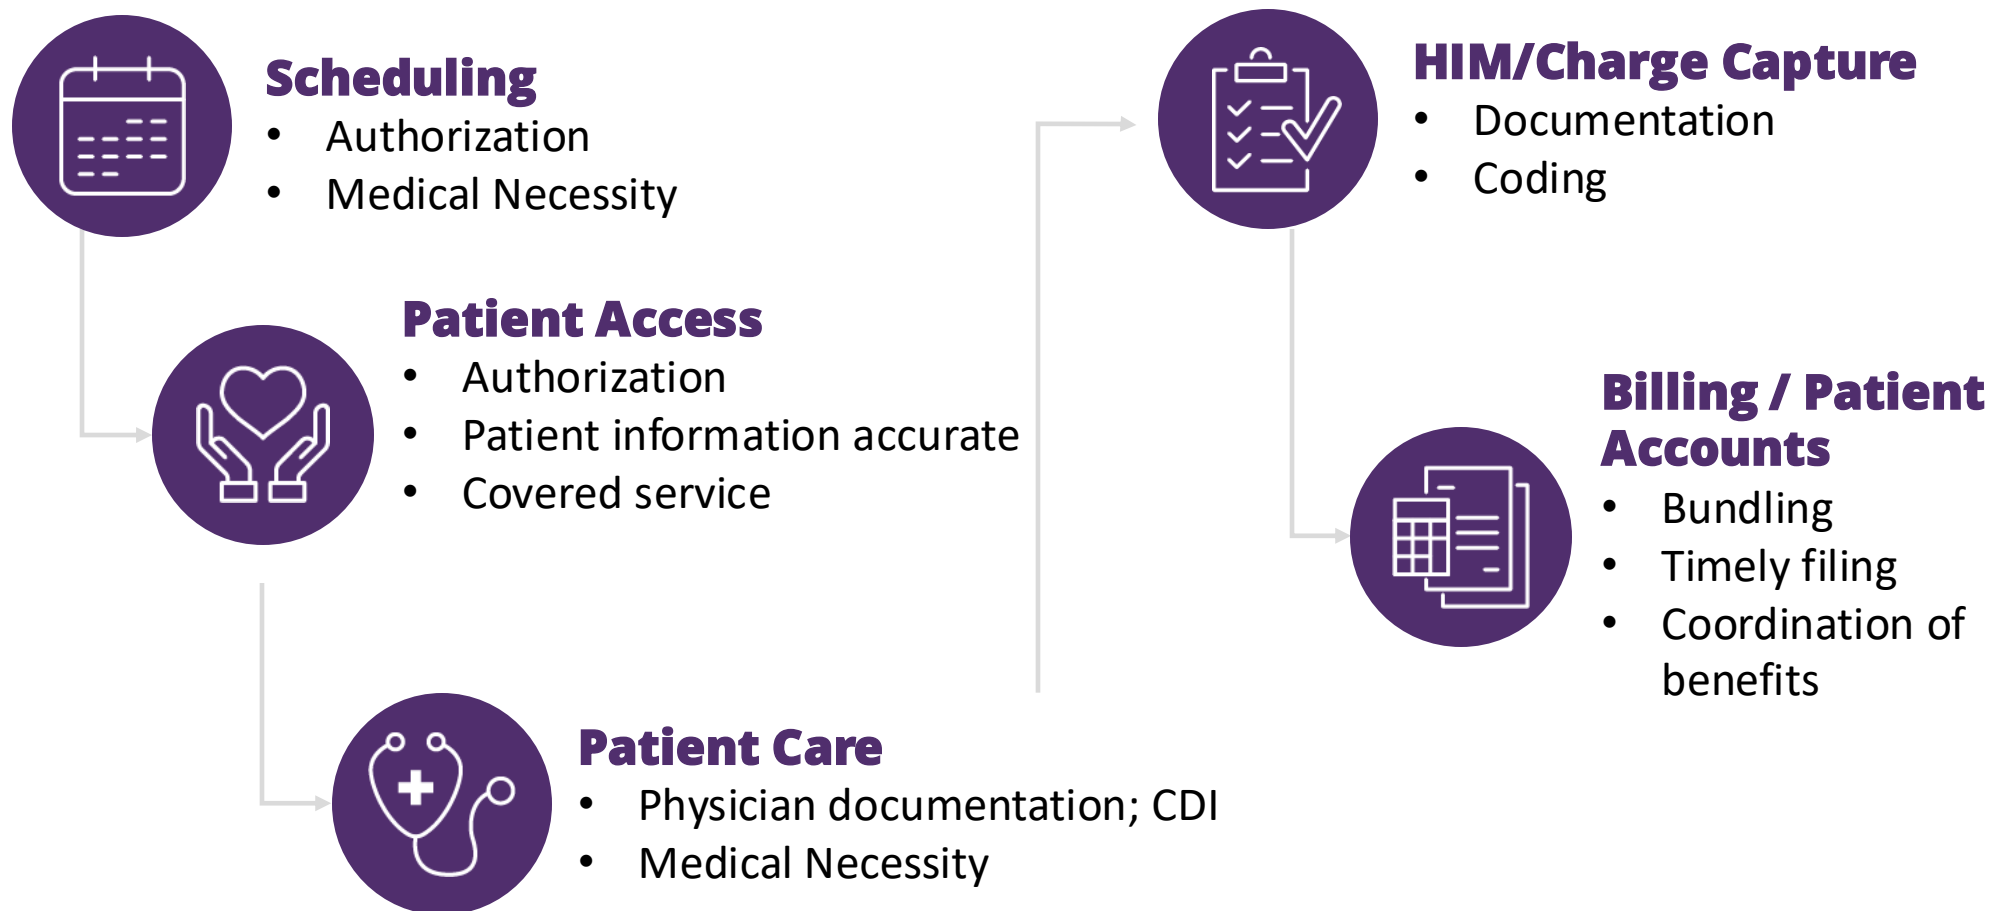 Scheduling
• Authorization
• Medical Necessity
Patient Access
• Authorization
• Patient information accurate
• Covered service
Patient Care
• Physician documentation; CDI
• Medical Necessity
HIM/Charge Capture
• Documentation
• Coding
Billing / Patient
Accounts
• Bundling
• Timely filing
• Coordination of
benefits